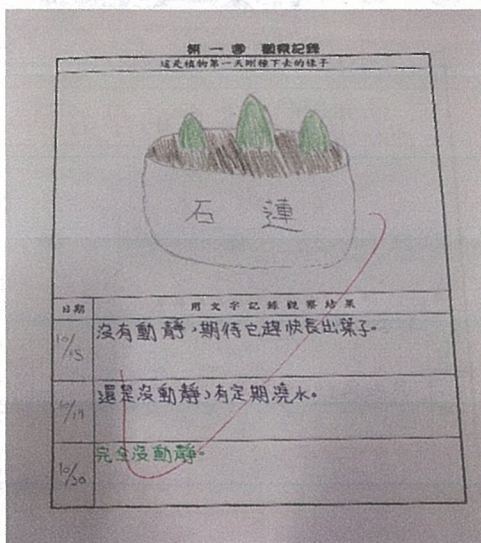 第一季 觀察記錄
這是植物第一天剛種下去的樣子
石蓮
日期 用文字記錄觀察結果
10/15 沒有動靜，期待它趕快長出葉子。
10/19 還是沒動靜，有定期澆水。
10/30 完全沒動靜。